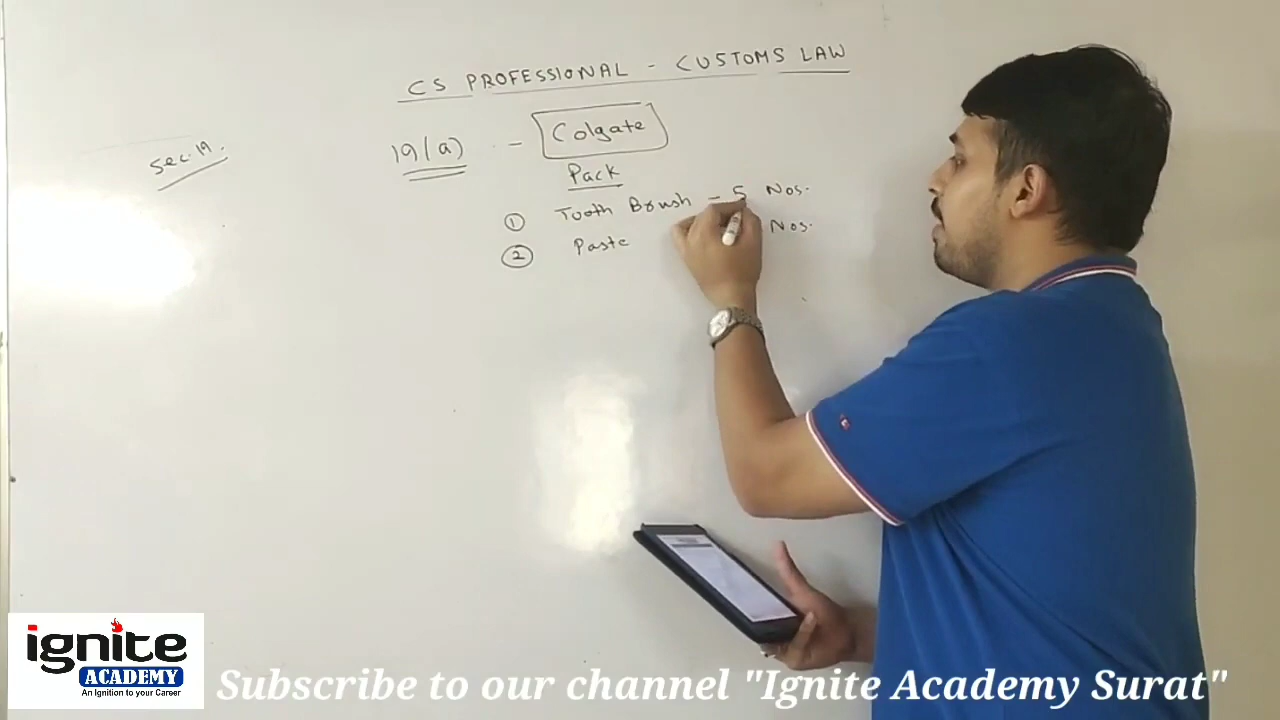 CS PROFESSIONAL - CUSTOMS LAW
Sec. 19.
19(a) - Colgate
Pack
1 Tooth Brush - 5 Nos.
2 Paste Nos.
ignite
ACADEMY
An Ignition to your Career
Subscribe to our channel "Ignite Academy Surat"